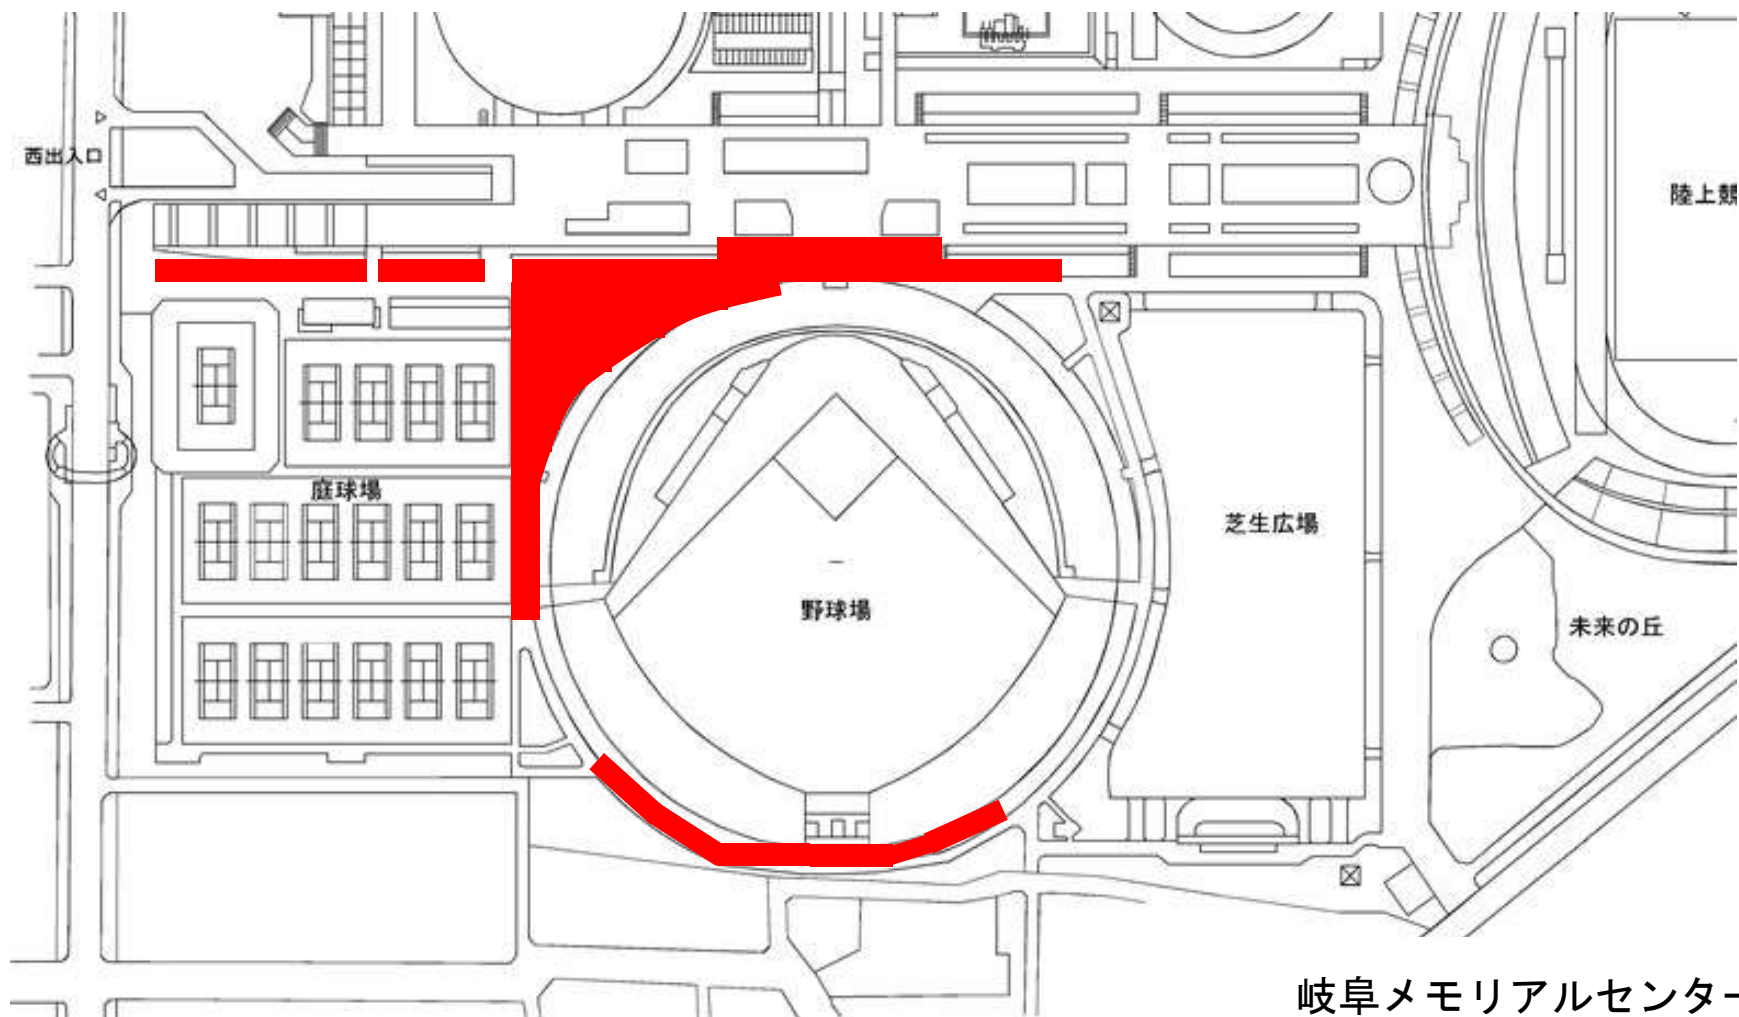 西出入口
陸上競
庭球場
芝生広場
野球場
未来の丘
岐阜メモリアルセンター